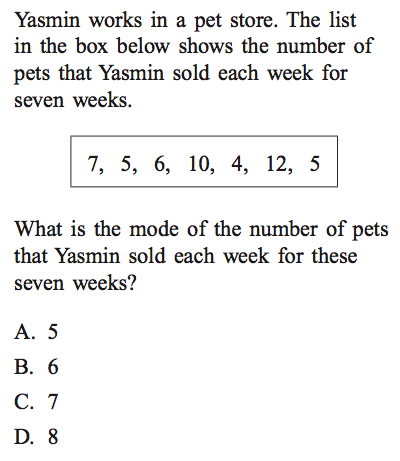 Yasmin works in a pet store. The list
in the box below shows the number of
pets that Yasmin sold each week for
seven weeks.
7, 5, 6, 10, 4, 12, 5
What is the mode of the number of pets
that Yasmin sold each week for these
seven weeks?
A. 5
B. 6
C. 7
D. 8